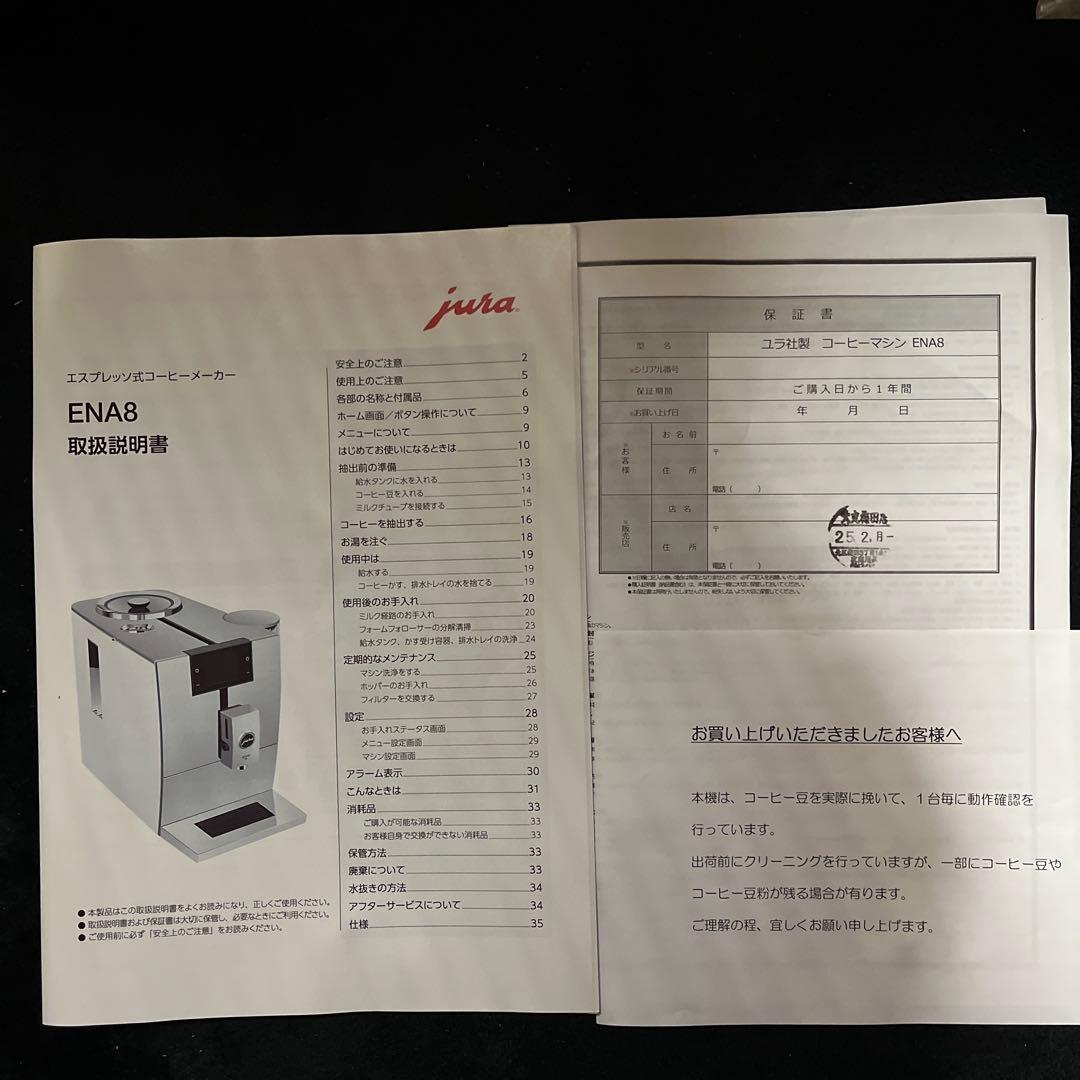 jura
エスプレッソ式コーヒーメーカー
ENA8
取扱説明書
安全上のご注意 2
使用上のご注意 5
各部の名称と付属品 6
ホーム画面／ボタン操作について 9
メニューについて 9
はじめてお使いになるときは 10
抽出前の準備 13
給水タンクに水を入れる 13
コーヒー豆を入れる 14
ミルクチューブを接続する 15
コーヒーを抽出する 16
お湯を注ぐ 18
使用中は 19
給水する 19
コーヒーかす、排水トレイの水を捨てる 19
使用後のお手入れ 20
ミルク経路のお手入れ 20
フォームフォローサーの分解清掃 23
給水タンク、かす受け容器、排水トレイの洗浄 24
定期的なメンテナンス 25
マシン洗浄をする 25
ホッパーのお手入れ 26
フィルターを交換する 27
設定 28
お手入れステータス画面 28
メニュー設定画面 29
マシン設定画面 29
アラーム表示 30
こんなときは 31
消耗品 33
ご購入が可能な消耗品 33
お客様自身で交換ができない消耗品 33
保管方法 33
廃棄について 33
水抜きの方法 34
アフターサービスについて 34
仕様 35
● 本製品はこの取扱説明書をよくお読みになり、正しくご使用ください。
● 取扱説明書および保証書は大切に保管し、必要なときにご利用ください。
● ご使用前に必ず「安全上のご注意」をお読みください。
保証書
型 名 ユラ社製 コーヒーマシン ENA8
※シリアル番号
保証期間 ご購入日から1年間
※お買い上げ日 年 月 日
※お客様
お名前
住 所 〒
電話（ ）
※販売店
店 名
住 所 〒
電話（ ）
25.2.
お買い上げいただきましたお客様へ
本機は、コーヒー豆を実際に挽いて、１台毎に動作確認を
行っています。
出荷前にクリーニングを行っていますが、一部にコーヒー豆や
コーヒー豆粉が残る場合が有ります。
ご理解の程、宜しくお願い申し上げます。